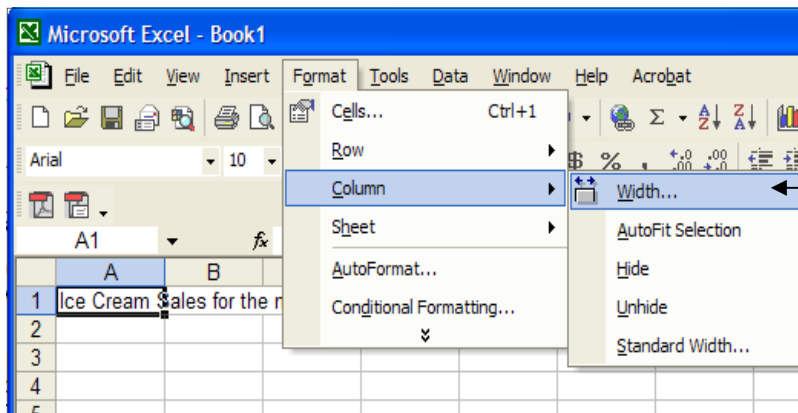 Microsoft Excel - Book1
File Edit View Insert Format Tools Data Window Help Acrobat
Cells... Ctrl+1
Σ
Arial 10
Row
$ % ,
Column
Width...
A1 fx
Sheet
AutoFit Selection
A B
AutoFormat...
Hide
1 Ice Cream Sales for the
Conditional Formatting...
Unhide
2
3
Standard Width...
4
5